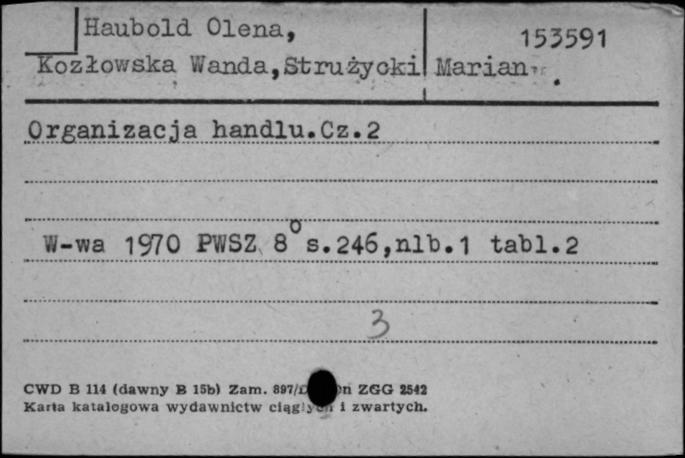 Haubold Olena,
153591
Kozłowska Wanda,Strużycki Marian
Organizacja handlu.Cz.2
W-wa 1970 PWSZ 8° s.246,nlb.1 tabl.2
3
CWD B 114 (dawny B 15b) Zam. 897/ ZGG 2542
Karta katalogowa wydawnictw ciągłych i zwartych.